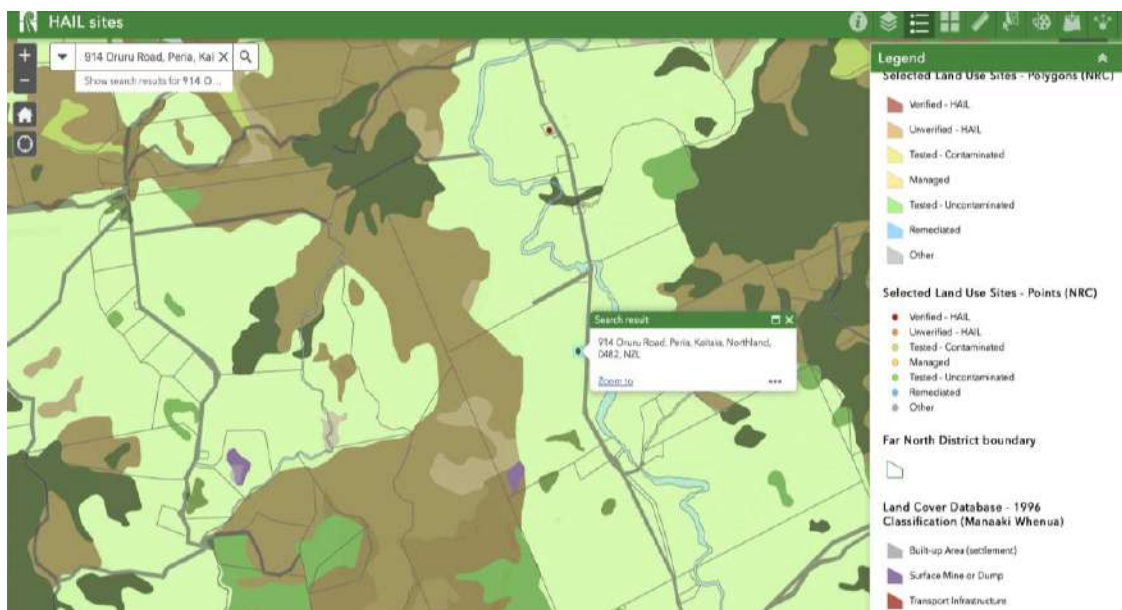 HAIL sites
914 Oruru Road, Peria, Kai
Show search results for 914 O...
Search result
914 Oruru Road, Peria, Kaitaia, Northland,
0482, NZL
Zoom to
Legend
Selected Land Use Sites - Polygons (NRC)
Verified - HAIL
Unverified - HAIL
Tested - Contaminated
Managed
Tested - Uncontaminated
Remediated
Other
Selected Land Use Sites - Points (NRC)
Verified - HAIL
Unverified - HAIL
Tested - Contaminated
Managed
Tested - Uncontaminated
Remediated
Other
Far North District boundary
Land Cover Database - 1996
Classification (Manaaki Whenua)
Built-up Area (settlement)
Surface Mine or Dump
Transport Infrastructure